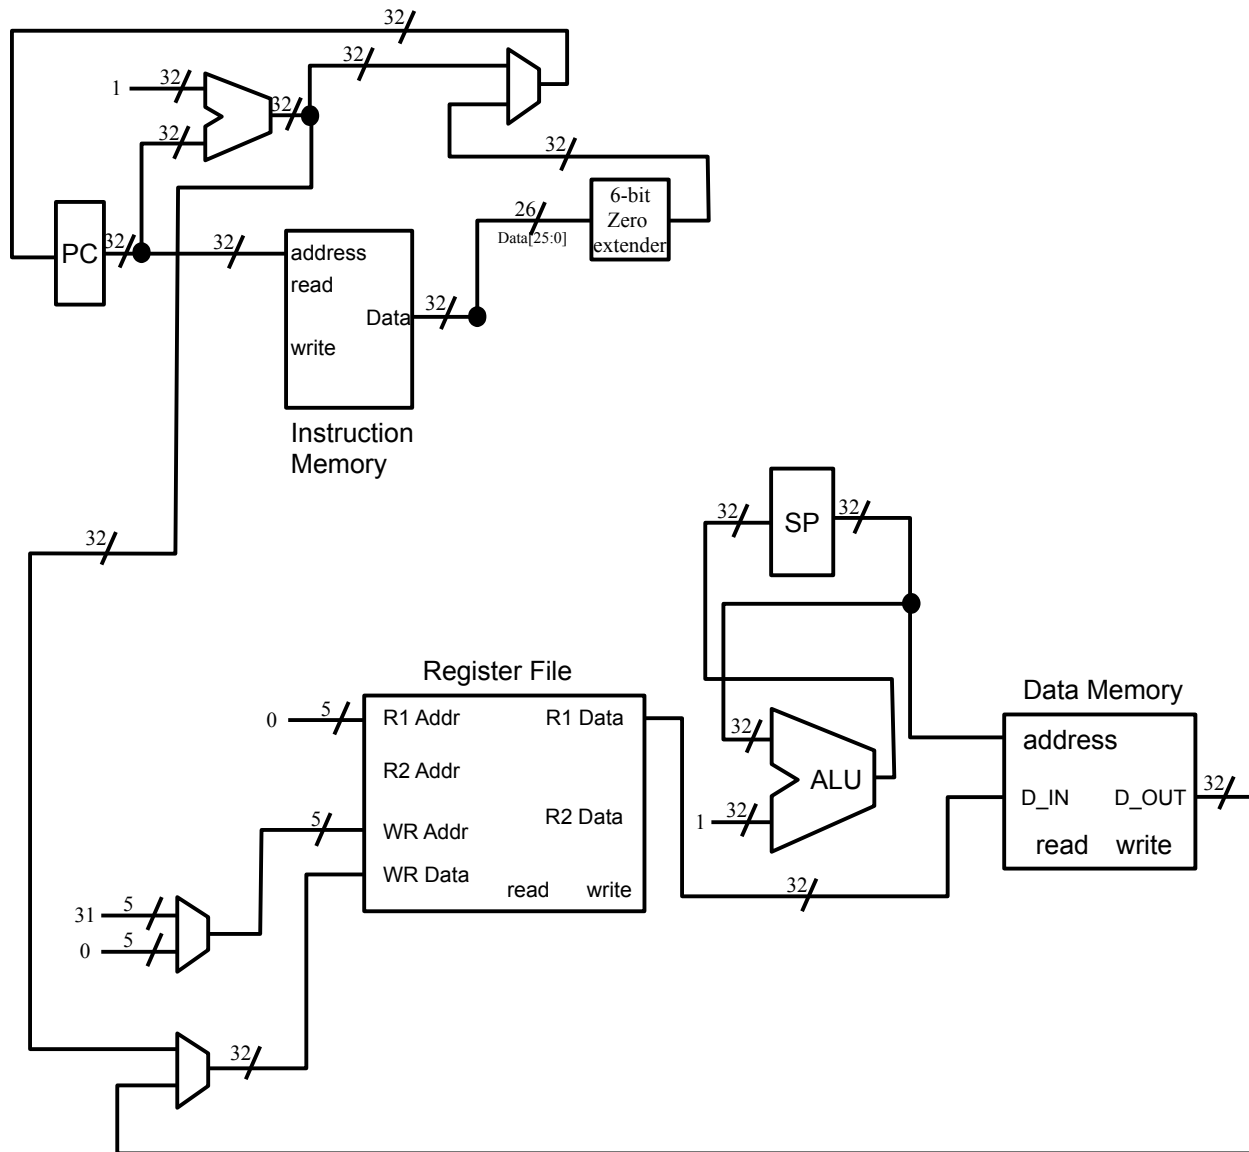 32
32
32
1
32
32
32
6-bit
Zero
extender
26
Data[25:0]
PC
32
32
address
read
Data
write
32
Instruction
Memory
32
SP
32
32
Register File
Data Memory
0
5
R1 Addr
R1 Data
R2 Addr
5
WR Addr
R2 Data
WR Data
read
write
32
ALU
1
32
address
D_IN
D_OUT
read
write
32
32
31
5
0
5
32